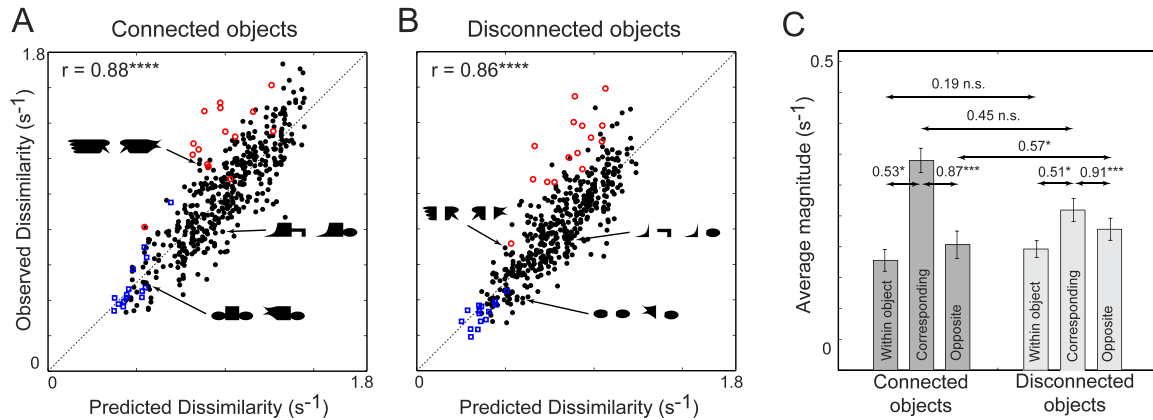 A
Connected objects
1.8
r = 0.88****
Observed Dissimilarity (s-1)
0
0
1.8
Predicted Dissimilarity (s-1)
B
Disconnected objects
r = 0.86****
0
1.8
Predicted Dissimilarity (s-1)
C
0.5
0.19 n.s.
0.45 n.s.
0.57*
0.53*
0.87***
0.51*
0.91***
Average magnitude (s-1)
Within object
Corresponding
Opposite
Within object
Corresponding
Opposite
0
Connected
objects
Disconnected
objects